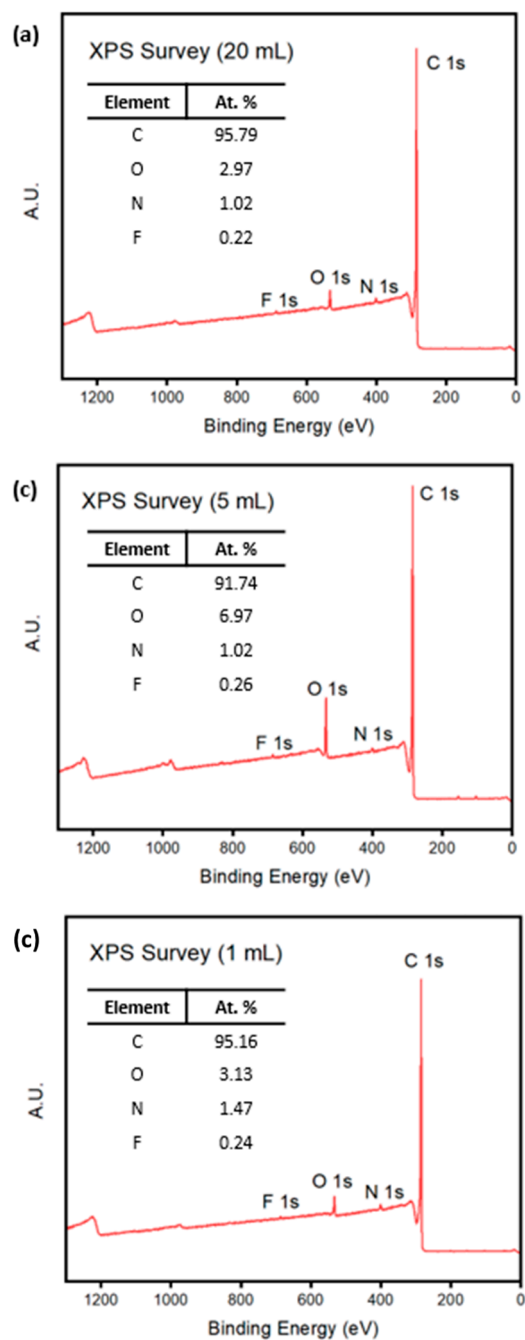 (a)
XPS Survey (20 mL)
C 1s
Element At. %
C 95.79
O 2.97
N 1.02
F 0.22
A.U.
F 1s O 1s N 1s
1200 1000 800 600 400 200 0
Binding Energy (eV)
(c)
XPS Survey (5 mL)
C 1s
Element At. %
C 91.74
O 6.97
N 1.02
F 0.26
A.U.
F 1s O 1s N 1s
1200 1000 800 600 400 200 0
Binding Energy (eV)
(c)
XPS Survey (1 mL)
C 1s
Element At. %
C 95.16
O 3.13
N 1.47
F 0.24
A.U.
F 1s O 1s N 1s
1200 1000 800 600 400 200 0
Binding Energy (eV)